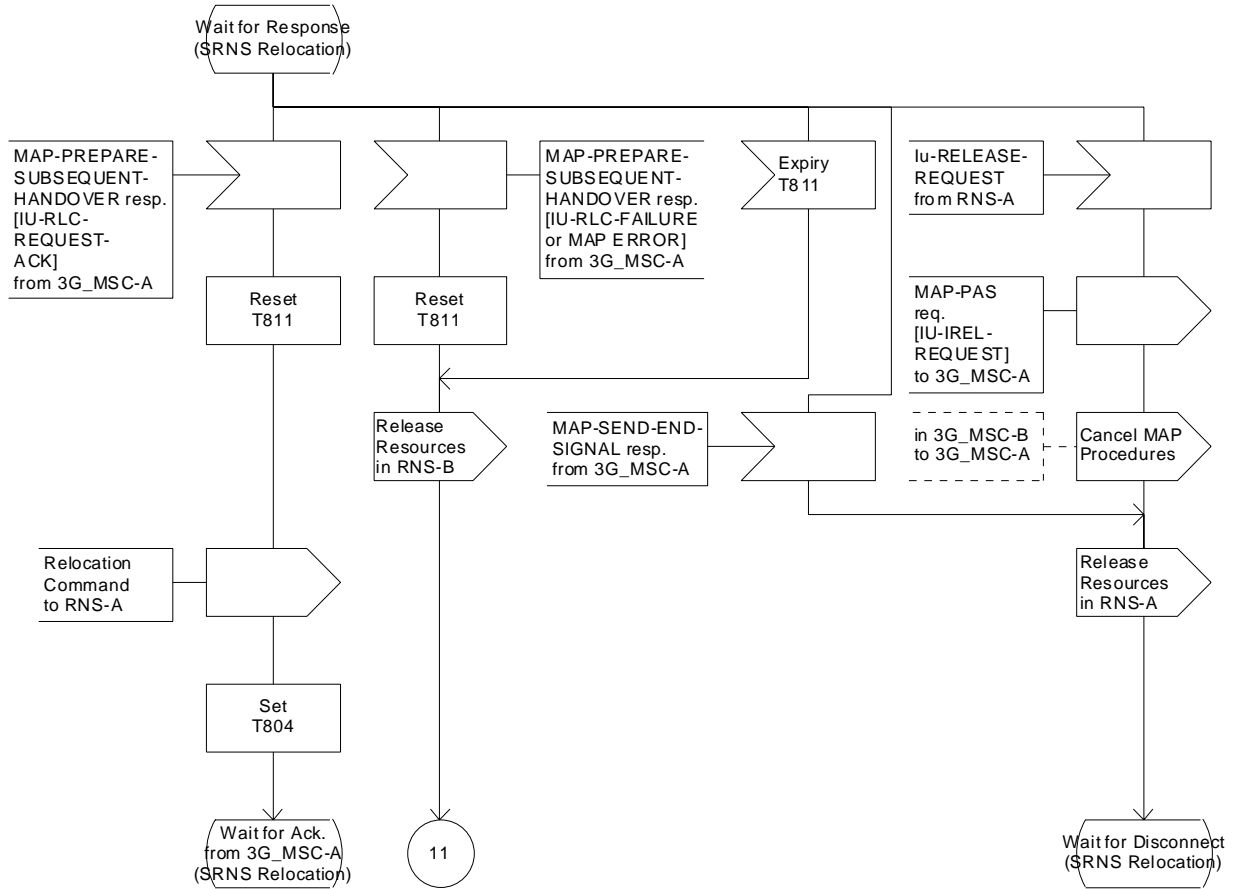 Wait for Response
(SRNS Relocation)
MAP-PREPARE-
SUBSEQUENT-
HANDOVER resp.
[IU-RLC-
REQUEST-
ACK]
from 3G_MSC-A
MAP-PREPARE-
SUBSEQUENT-
HANDOVER resp.
[IU-RLC-FAILURE
or MAP ERROR]
from 3G_MSC-A
Expiry
T811
Iu-RELEASE-
REQUEST
from RNS-A
Reset
T811
Reset
T811
MAP-PAS
req.
[IU-IREL-
REQUEST]
to 3G_MSC-A
Release
Resources
in RNS-B
MAP-SEND-END-
SIGNAL resp.
from 3G_MSC-A
in 3G_MSC-B
to 3G_MSC-A
Cancel MAP
Procedures
Relocation
Command
to RNS-A
Release
Resources
in RNS-A
Set
T804
Wait for Ack.
from 3G_MSC-A
(SRNS Relocation)
11
Wait for Disconnect
(SRNS Relocation)